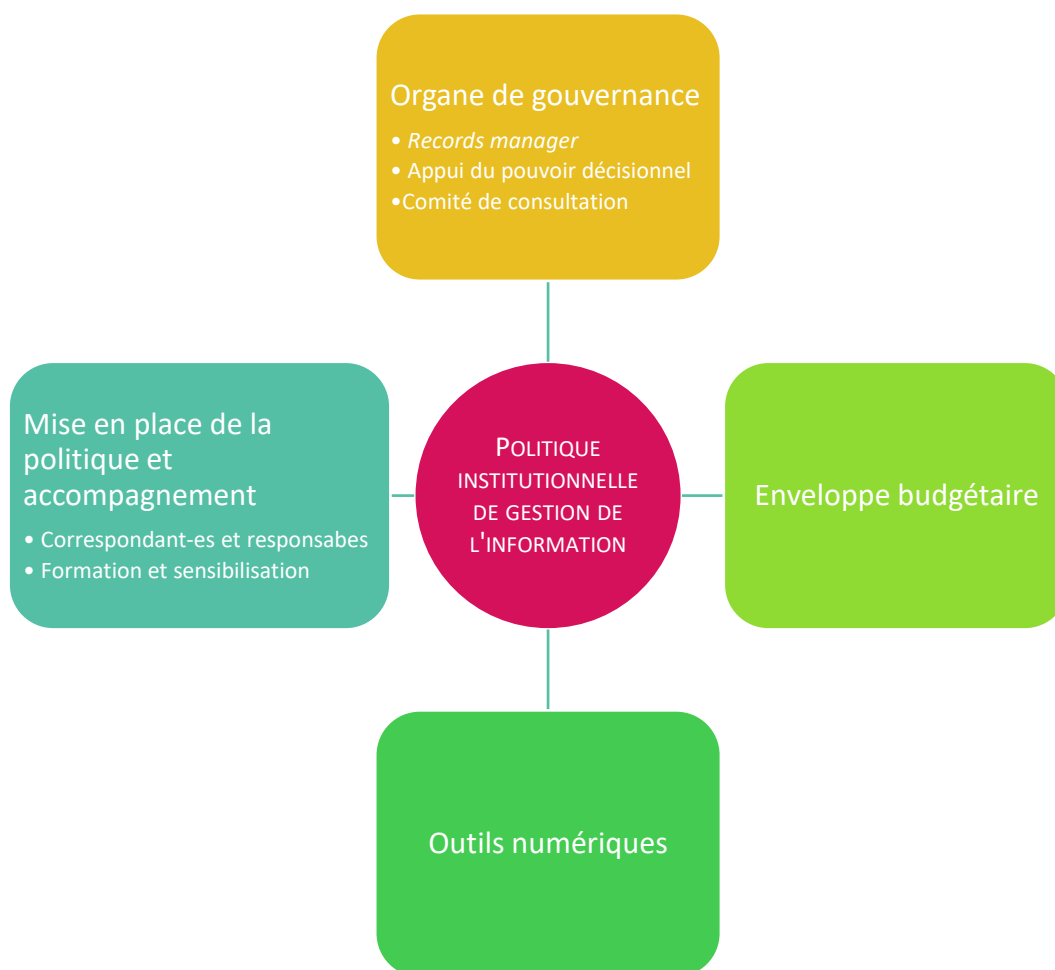 Organe de gouvernance
• Records manager
• Appui du pouvoir décisionnel
•Comité de consultation
Mise en place de la
politique et
accompagnement
• Correspondant-es et responsabes
• Formation et sensibilisation
POLITIQUE
INSTITUTIONNELLE
DE GESTION DE
L'INFORMATION
Enveloppe budgétaire
Outils numériques